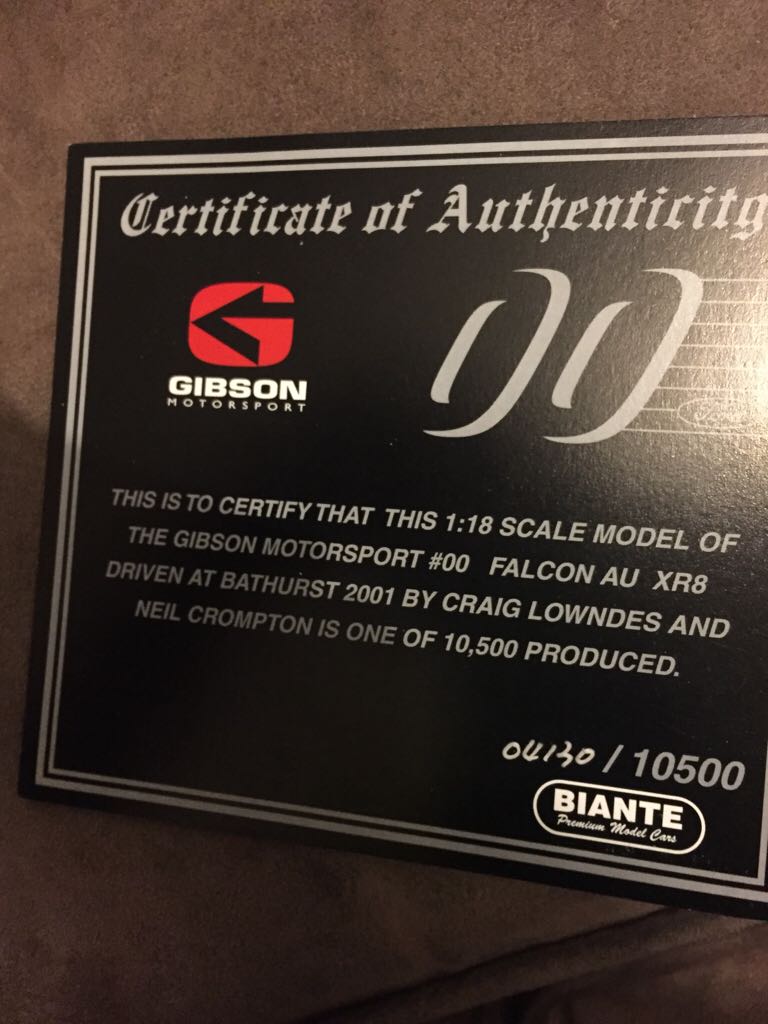 Certificate of Authenticity
00
GIBSON
MOTORSPORT
THIS IS TO CERTIFY THAT THIS 1:18 SCALE MODEL OF
THE GIBSON MOTORSPORT #00 FALCON AU XR8
DRIVEN AT BATHURST 2001 BY CRAIG LOWNDES AND
NEIL CROMPTON IS ONE OF 10,500 PRODUCED.
04130 / 10500
BIANTE
Premium Model Cars